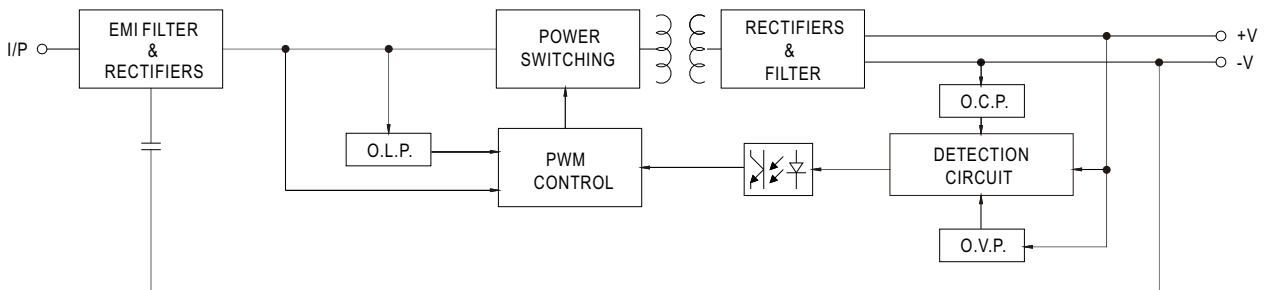 I/P
EMI FILTER
&
RECTIFIERS
POWER
SWITCHING
RECTIFIERS
&
FILTER
+V
-V
O.C.P.
O.L.P.
PWM
CONTROL
DETECTION
CIRCUIT
O.V.P.